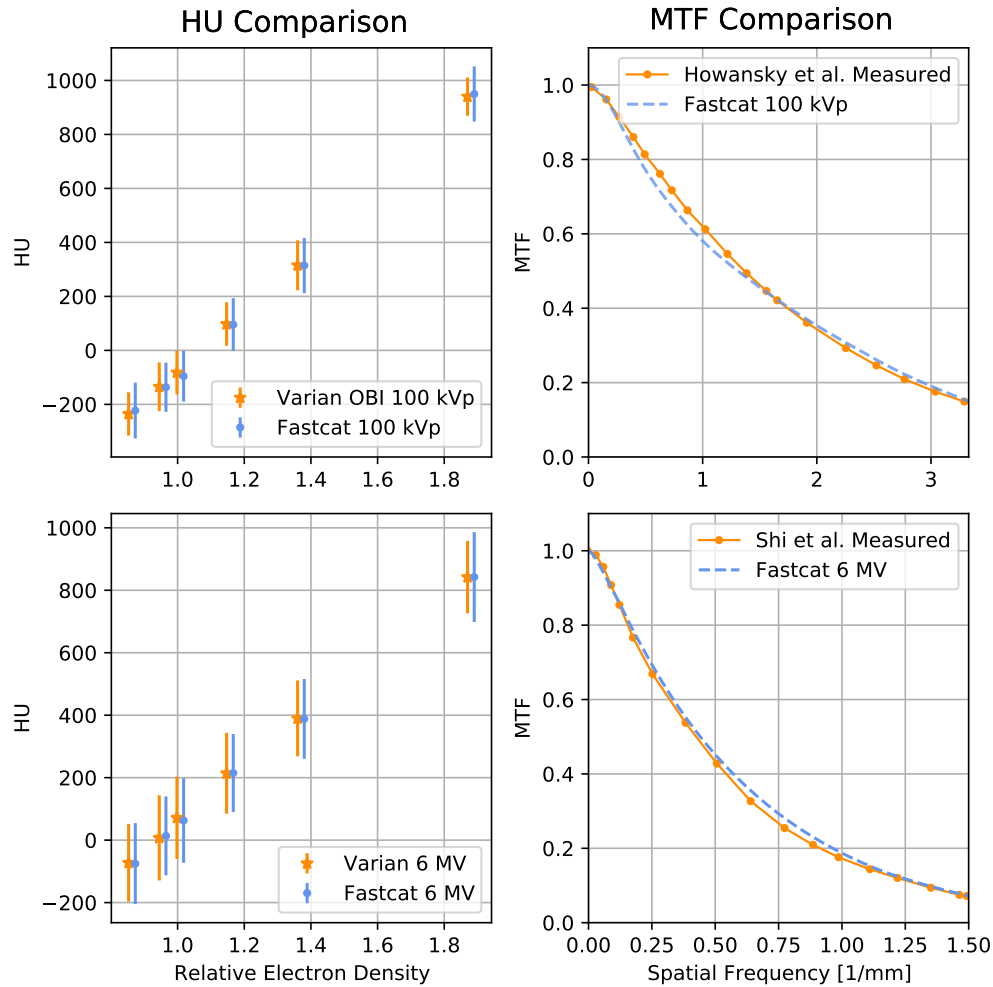 HU Comparison
1000
800
600
400
200
0
−200
HU
1.0
1.2
1.4
1.6
1.8
Varian OBI 100 kVp
Fastcat 100 kVp
MTF Comparison
1.0
0.8
0.6
0.4
0.2
0.0
MTF
0
1
2
3
Howansky et al. Measured
Fastcat 100 kVp
1000
800
600
400
200
0
−200
HU
1.0
1.2
1.4
1.6
1.8
Relative Electron Density
Varian 6 MV
Fastcat 6 MV
1.0
0.8
0.6
0.4
0.2
0.0
MTF
0.00
0.25
0.50
0.75
1.00
1.25
1.50
Spatial Frequency [1/mm]
Shi et al. Measured
Fastcat 6 MV